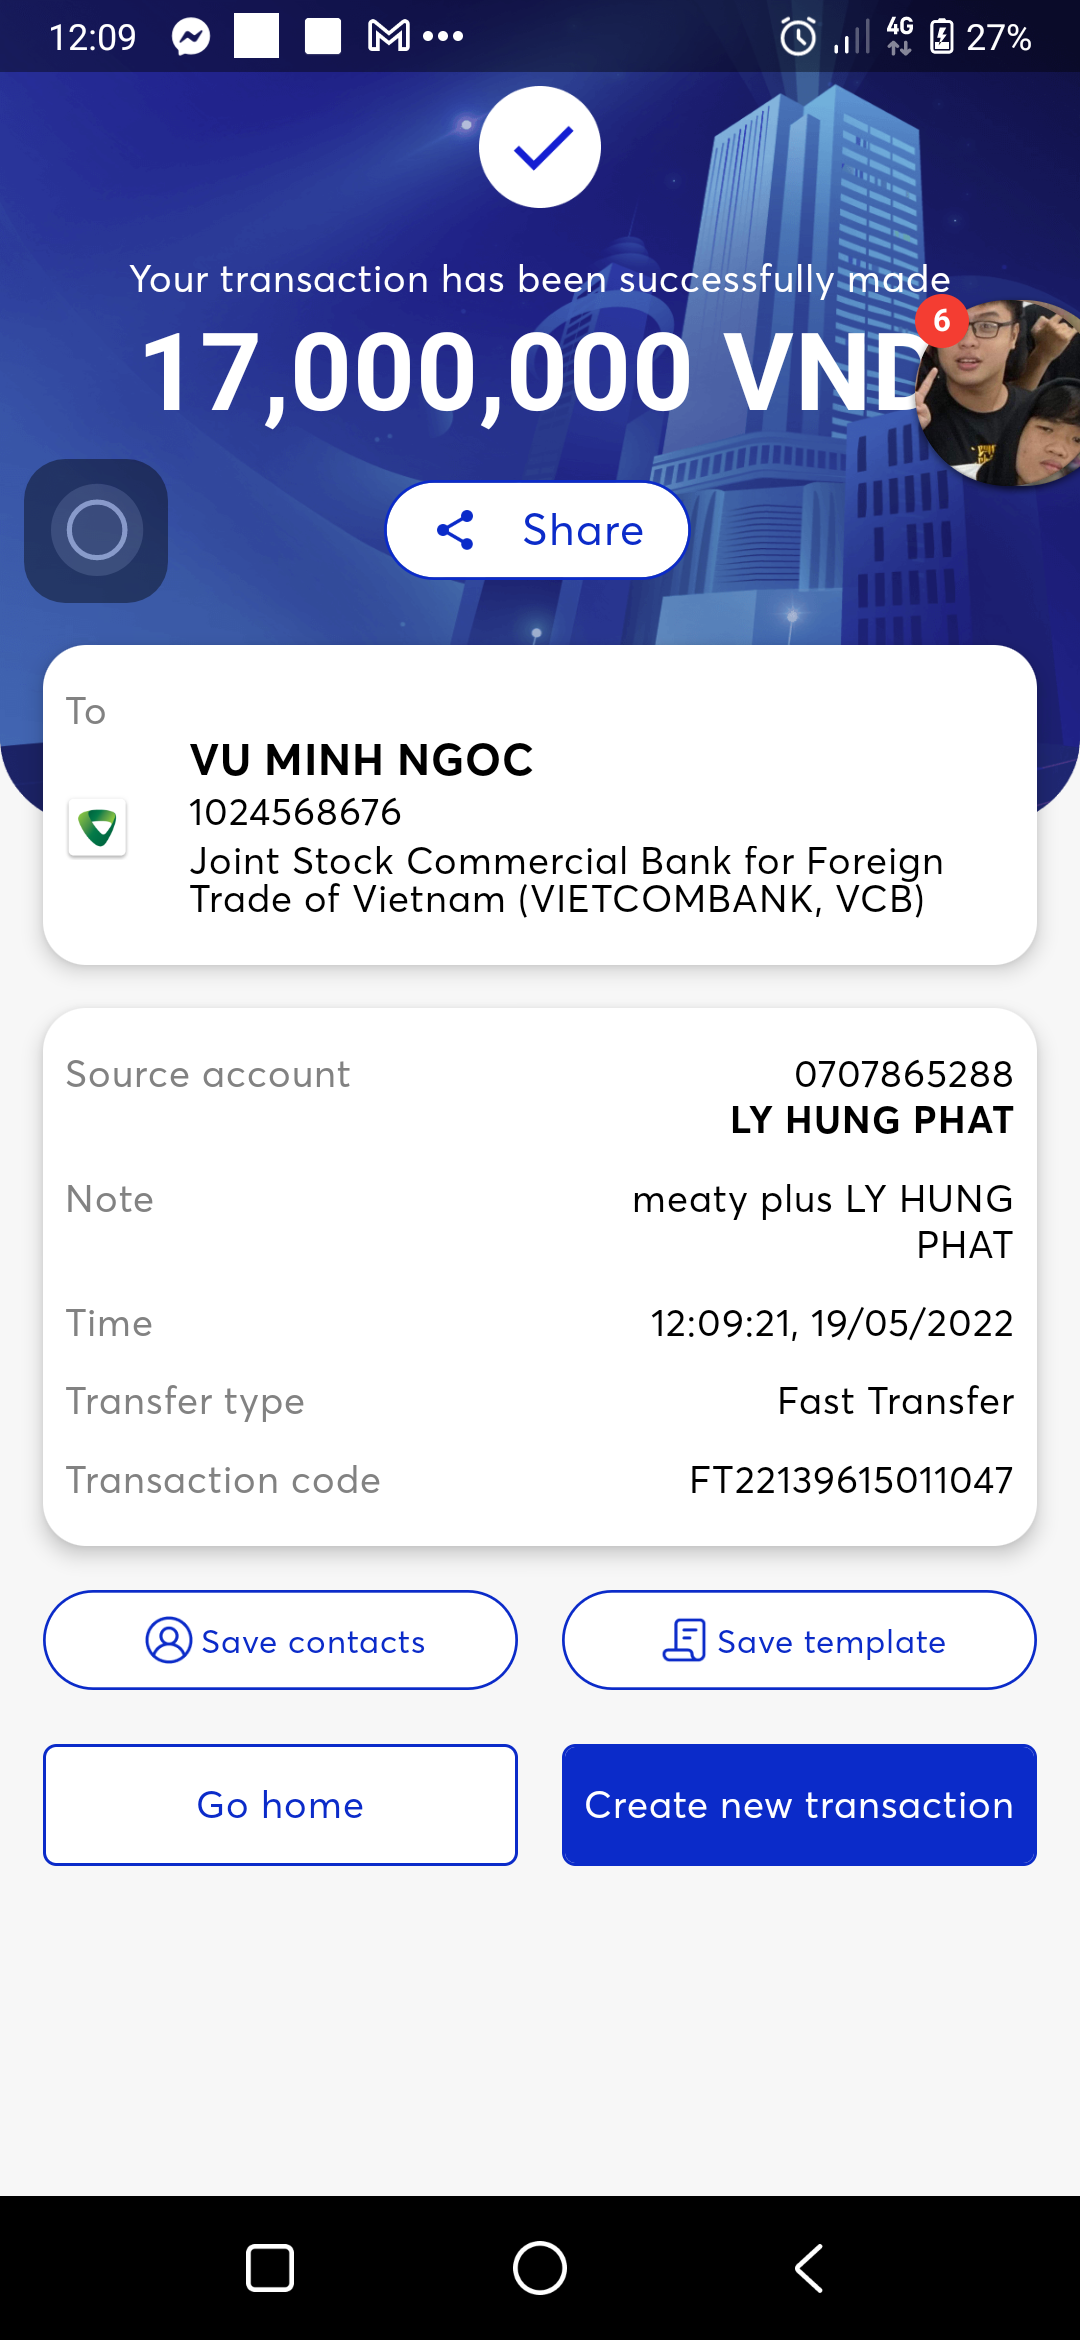 12:09
4G
27%
Your transaction has been successfully made
6
17,000,000 VND
Share
To
VU MINH NGOC
1024568676
Joint Stock Commercial Bank for Foreign
Trade of Vietnam (VIETCOMBANK, VCB)
Source account
0707865288
LY HUNG PHAT
Note
meaty plus LY HUNG
PHAT
Time
12:09:21, 19/05/2022
Transfer type
Fast Transfer
Transaction code
FT22139615011047
Save contacts
Save template
Go home
Create new transaction